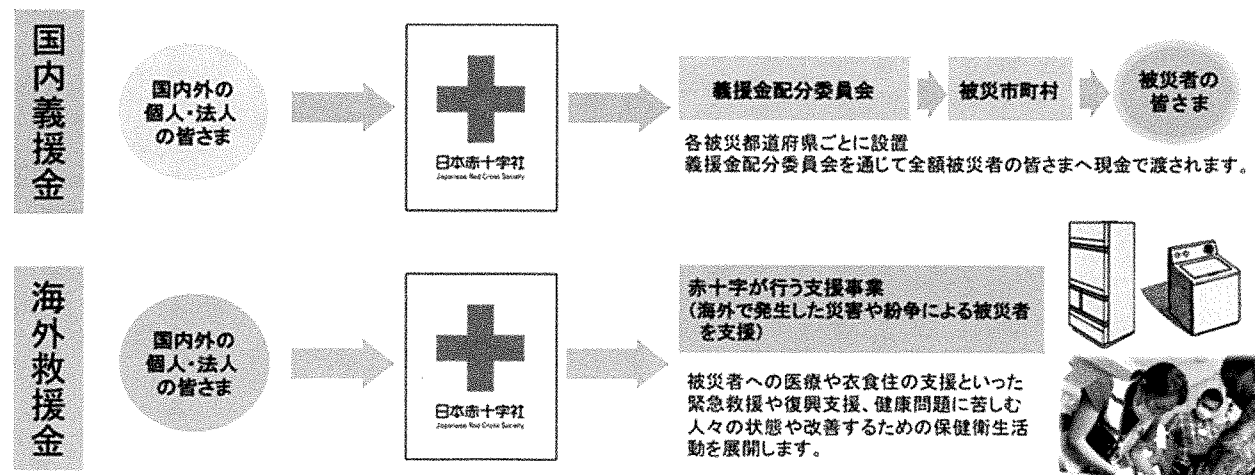 国内義援金
国内外の
個人・法人
の皆さま
日本赤十字社
Japanese Red Cross Society
義援金配分委員会
被災市町村
被災者の
皆さま
各被災都道府県ごとに設置
義援金配分委員会を通じて全額被災者の皆さまへ現金で渡されます。
海外救援金
国内外の
個人・法人
の皆さま
日本赤十字社
Japanese Red Cross Society
赤十字が行う支援事業
(海外で発生した災害や紛争による被災者
を支援)
被災者への医療や衣食住の支援といった
緊急救援や復興支援、健康問題に苦しむ
人々の状態や改善するための保健衛生活
動を展開します。